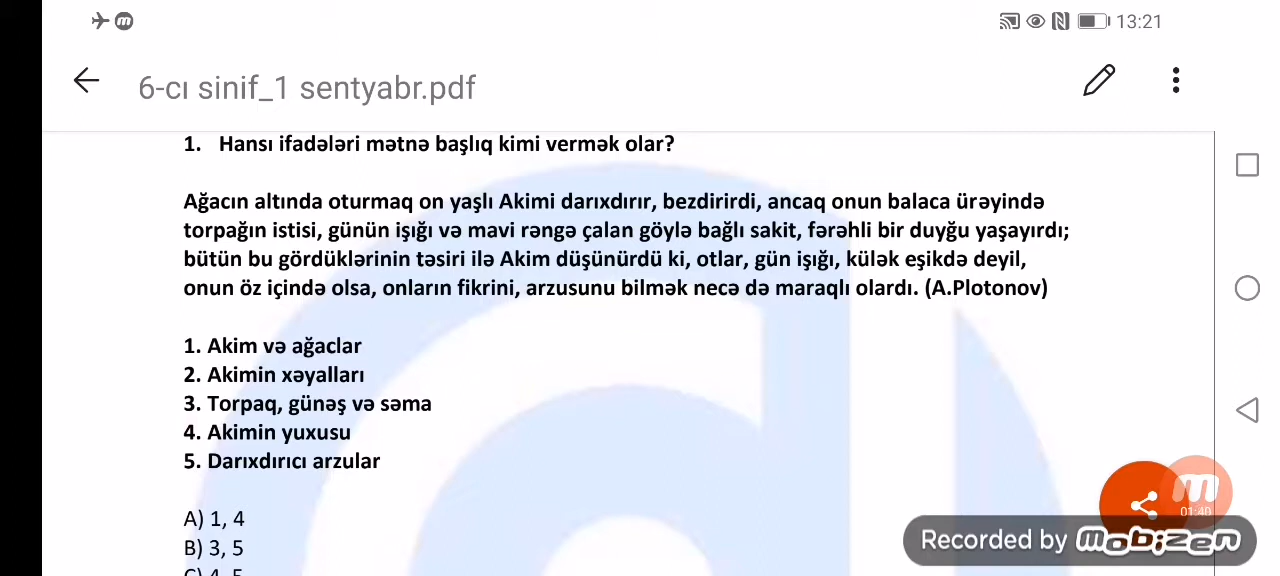 13:21
6-cı sinif_1 sentyabr.pdf
1. Hansı ifadələri mətnə başlıq kimi vermək olar?
Ağacın altında oturmaq on yaşlı Akimi darıxdırır, bezdirirdi, ancaq onun balaca ürəyində
torpağın istisi, günün işığı və mavi rəngə çalan göylə bağlı sakit, fərəhli bir duyğu yaşayırdı;
bütün bu gördüklərinin təsiri ilə Akim düşünürdü ki, otlar, gün işığı, külək eşikdə deyil,
onun öz içində olsa, onların fikrini, arzusunu bilmək necə də maraqlı olardı. (A.Plotonov)
1. Akim və ağaclar
2. Akimin xəyalları
3. Torpaq, günəş və səma
4. Akimin yuxusu
5. Darıxdırıcı arzular
A) 1, 4
B) 3, 5
C) 4, 5
01:40
Recorded by mobizen